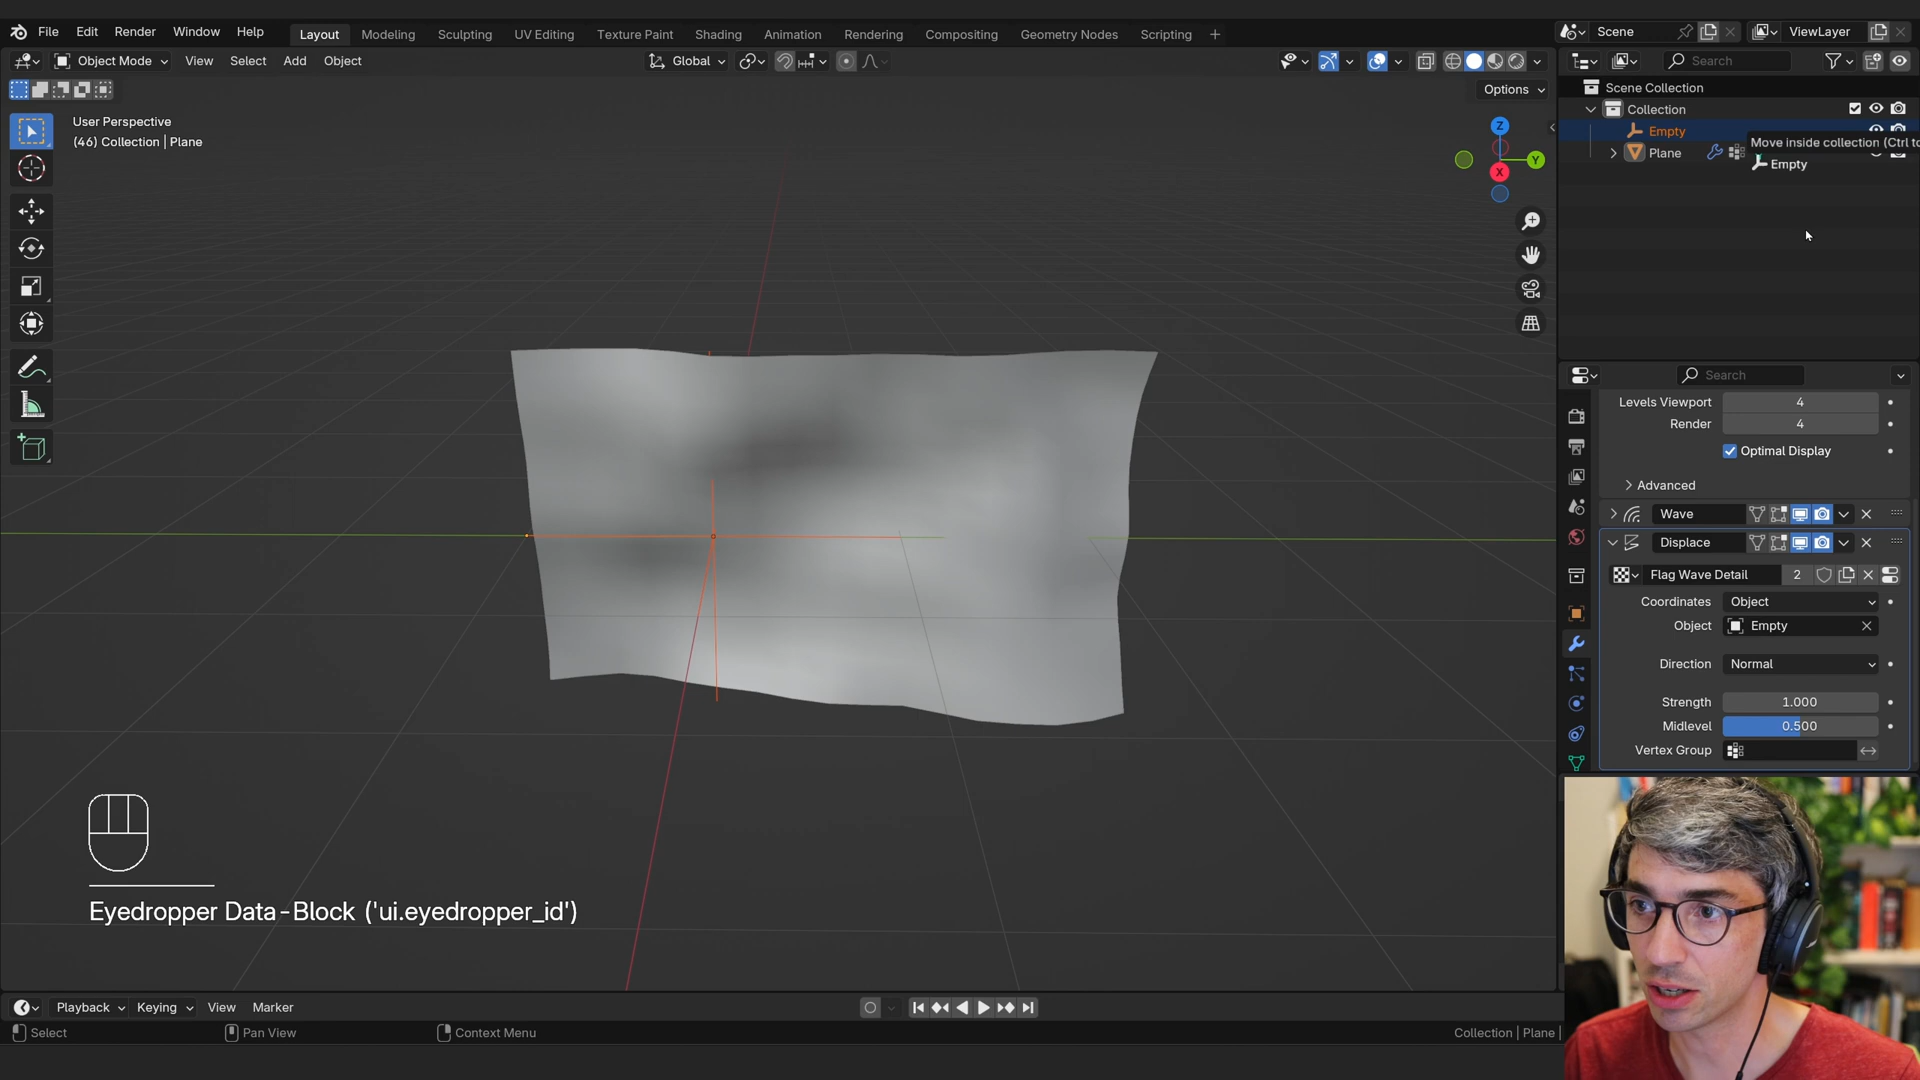 File Edit Render Window Help Layout Modeling Sculpting UV Editing Texture Paint Shading Animation Rendering Compositing Geometry Nodes Scripting + Scene ViewLayer
Object Mode View Select Add Object Global Search
Options
User Perspective
(46) Collection | Plane
Z
Y
X
Scene Collection
Collection
Empty
Move inside collection (Ctrl to
Plane
Empty
Search
Levels Viewport 4
Render 4
Optimal Display
Advanced
Wave
Displace
Flag Wave Detail 2
Coordinates Object
Object Empty
Direction Normal
Strength 1.000
Midlevel 0.500
Vertex Group
Eyedropper Data-Block ('ui.eyedropper_id')
Playback Keying View Marker
Select Pan View Context Menu Collection | Plane |